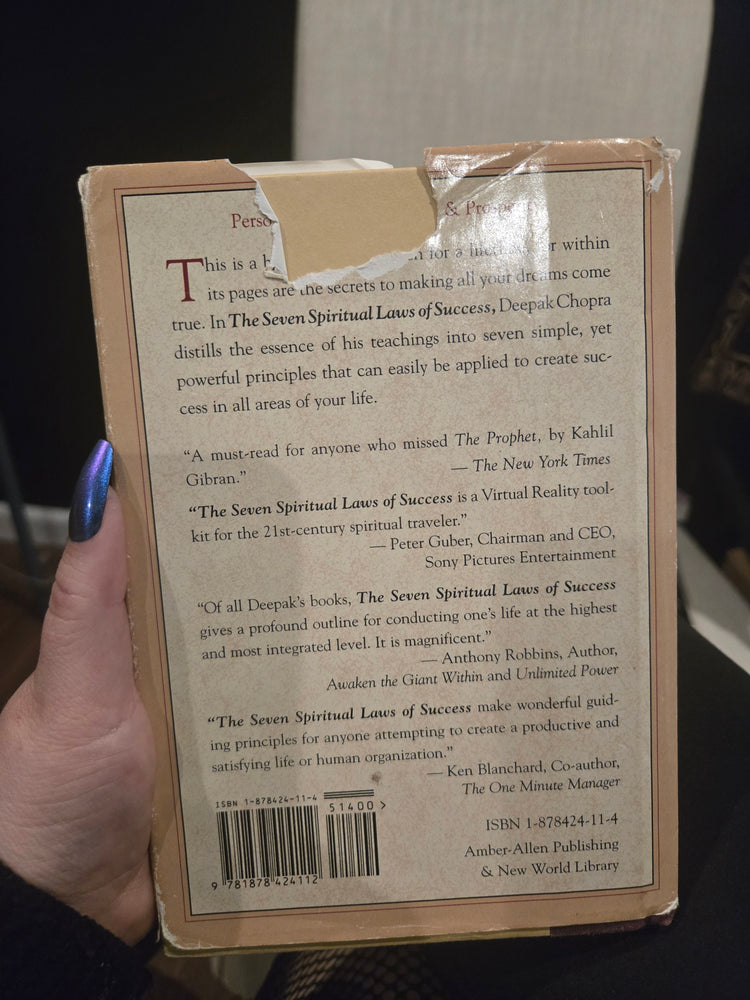 & 
This is a for a within
its pages are the secrets to making all your dreams come
true. In The Seven Spiritual Laws of Success, Deepak Chopra
distills the essence of his teachings into seven simple, yet
powerful principles that can easily be applied to create suc-
cess in all areas of your life.
“A must-read for anyone who missed The Prophet, by Kahlil
Gibran.”
— The New York Times
“The Seven Spiritual Laws of Success is a Virtual Reality tool-
kit for the 21st-century spiritual traveler.”
— Peter Guber, Chairman and CEO,
Sony Pictures Entertainment
“Of all Deepak's books, The Seven Spiritual Laws of Success
gives a profound outline for conducting one's life at the highest
and most integrated level. It is magnificent.”
— Anthony Robbins, Author,
Awaken the Giant Within and Unlimited Power
“The Seven Spiritual Laws of Success make wonderful guid-
ing principles for anyone attempting to create a productive and
satisfying life or human organization.”
— Ken Blanchard, Co-author,
The One Minute Manager
ISBN 1-878424-11-4
51400 >
9 781878 424112
ISBN 1-878424-11-4
Amber-Allen Publishing
& New World Library